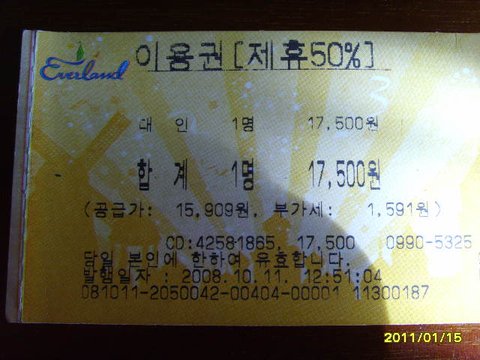 Everland
이용권[제휴50%]
대 인 1명 17,500원
합 계 1명 17,500원
(공급가: 15,909원, 부가세: 1,591원)
CD:42581865, 17,500 0990-5325
당일 본인에 한하여 유효합니다.
발행일자 : 2008.10.11. 12:51:04
081011-2050042-00404-00001 11300187
2011/01/15